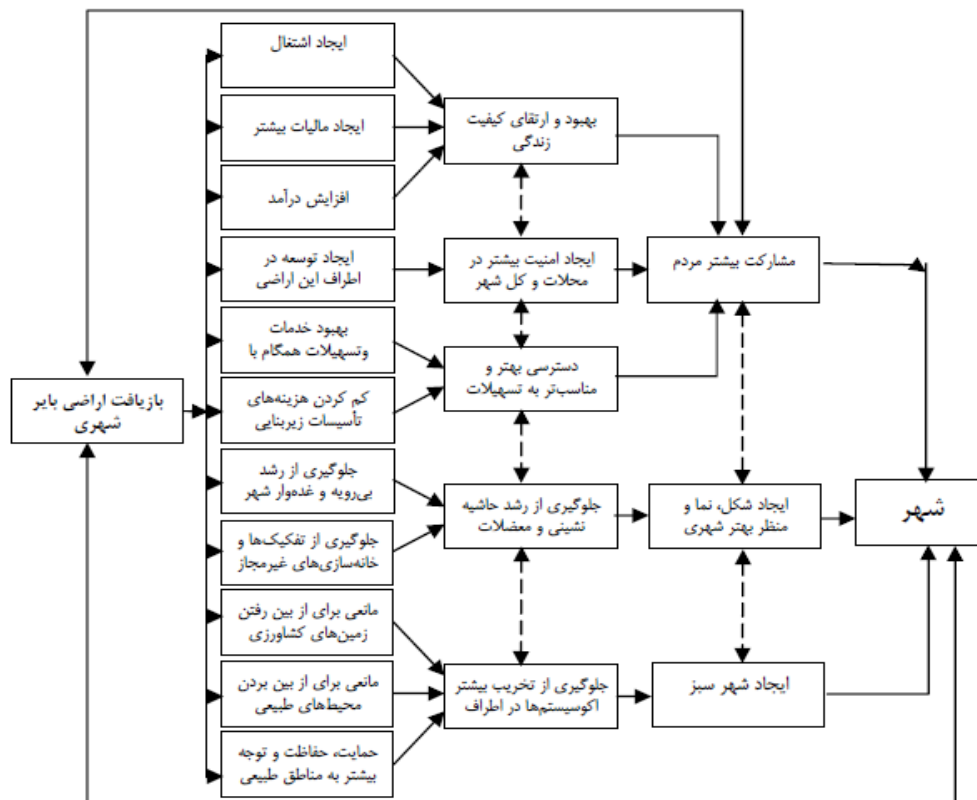 بازیافت اراضی بایر
شهری
ایجاد اشتغال
ایجاد مالیات بیشتر
افزایش درآمد
ایجاد توسعه در
اطراف این اراضی
بهبود خدمات
وتسهیلات همگام با
کم کردن هزینه‌های
تأسیسات زیربنایی
جلوگیری از رشد
بی‌رویه و غده‌وار شهر
جلوگیری از تفکیک‌ها و
خانه‌سازی‌های غیرمجاز
مانعی برای از بین رفتن
زمین‌های کشاورزی
مانعی برای از بین بردن
محیط‌های طبیعی
حمایت، حفاظت و توجه
بیشتر به مناطق طبیعی
بهبود و ارتقای کیفیت
زندگی
ایجاد امنیت بیشتر در
محلات و کل شهر
دسترسی بهتر و
مناسب‌تر به تسهیلات
جلوگیری از رشد حاشیه
نشینی و معضلات
جلوگیری از تخریب بیشتر
اکوسیستم‌ها در اطراف
مشارکت بیشتر مردم
ایجاد شکل، نما و
منظر بهتر شهری
ایجاد شهر سبز
شهر